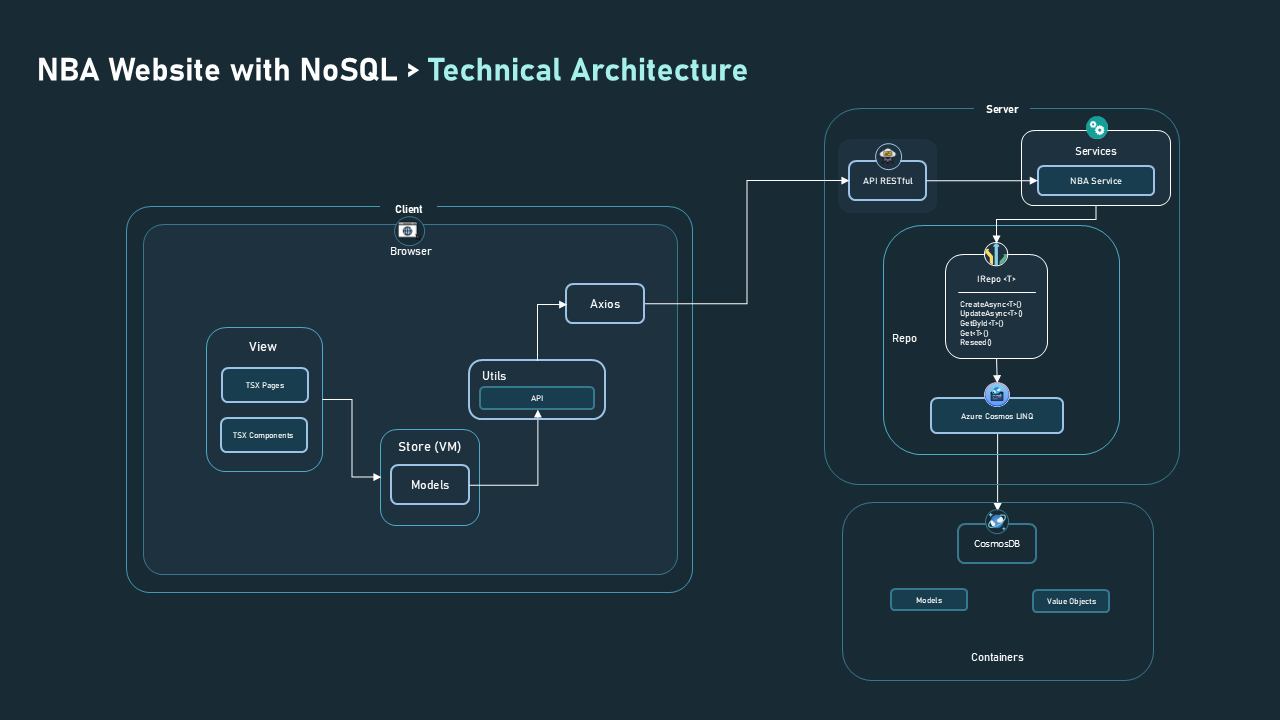 NBA Website with NoSQL > Technical Architecture
Client
Browser
View
TSX Pages
TSX Components
Store (VM)
Models
Utils
API
Axios
Server
API RESTful
Services
NBA Service
Repo
IRepo <T>
CreateAsync<T>()
UpdateAsync<T>()
GetById<T>()
Get<T>()
Reseed()
Azure Cosmos LINQ
CosmosDB
Models
Value Objects
Containers